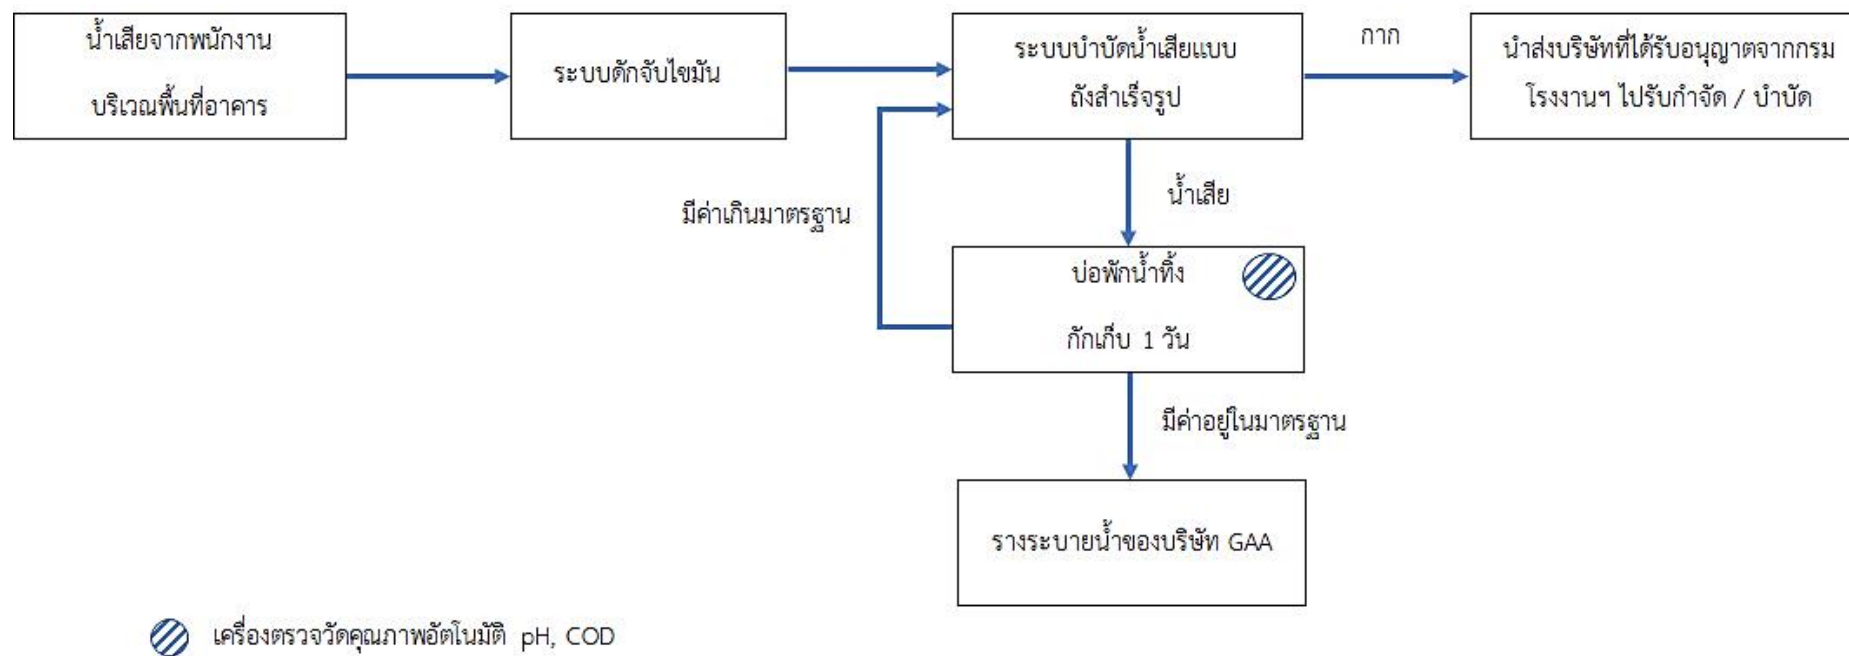 น้ำเสียจากพนักงาน
บริเวณพื้นที่อาคาร
ระบบดักจับไขมัน
ระบบบำบัดน้ำเสียแบบ
ถังสำเร็จรูป
กาก
นำส่งบริษัทที่ได้รับอนุญาตจากกรม
โรงงานฯ ไปรับกำจัด / บำบัด
มีค่าเกินมาตรฐาน
น้ำเสีย
บ่อพักน้ำทิ้ง
กักเก็บ 1 วัน
มีค่าอยู่ในมาตรฐาน
รางระบายน้ำของบริษัท GAA
เครื่องตรวจวัดคุณภาพอัตโนมัติ pH, COD